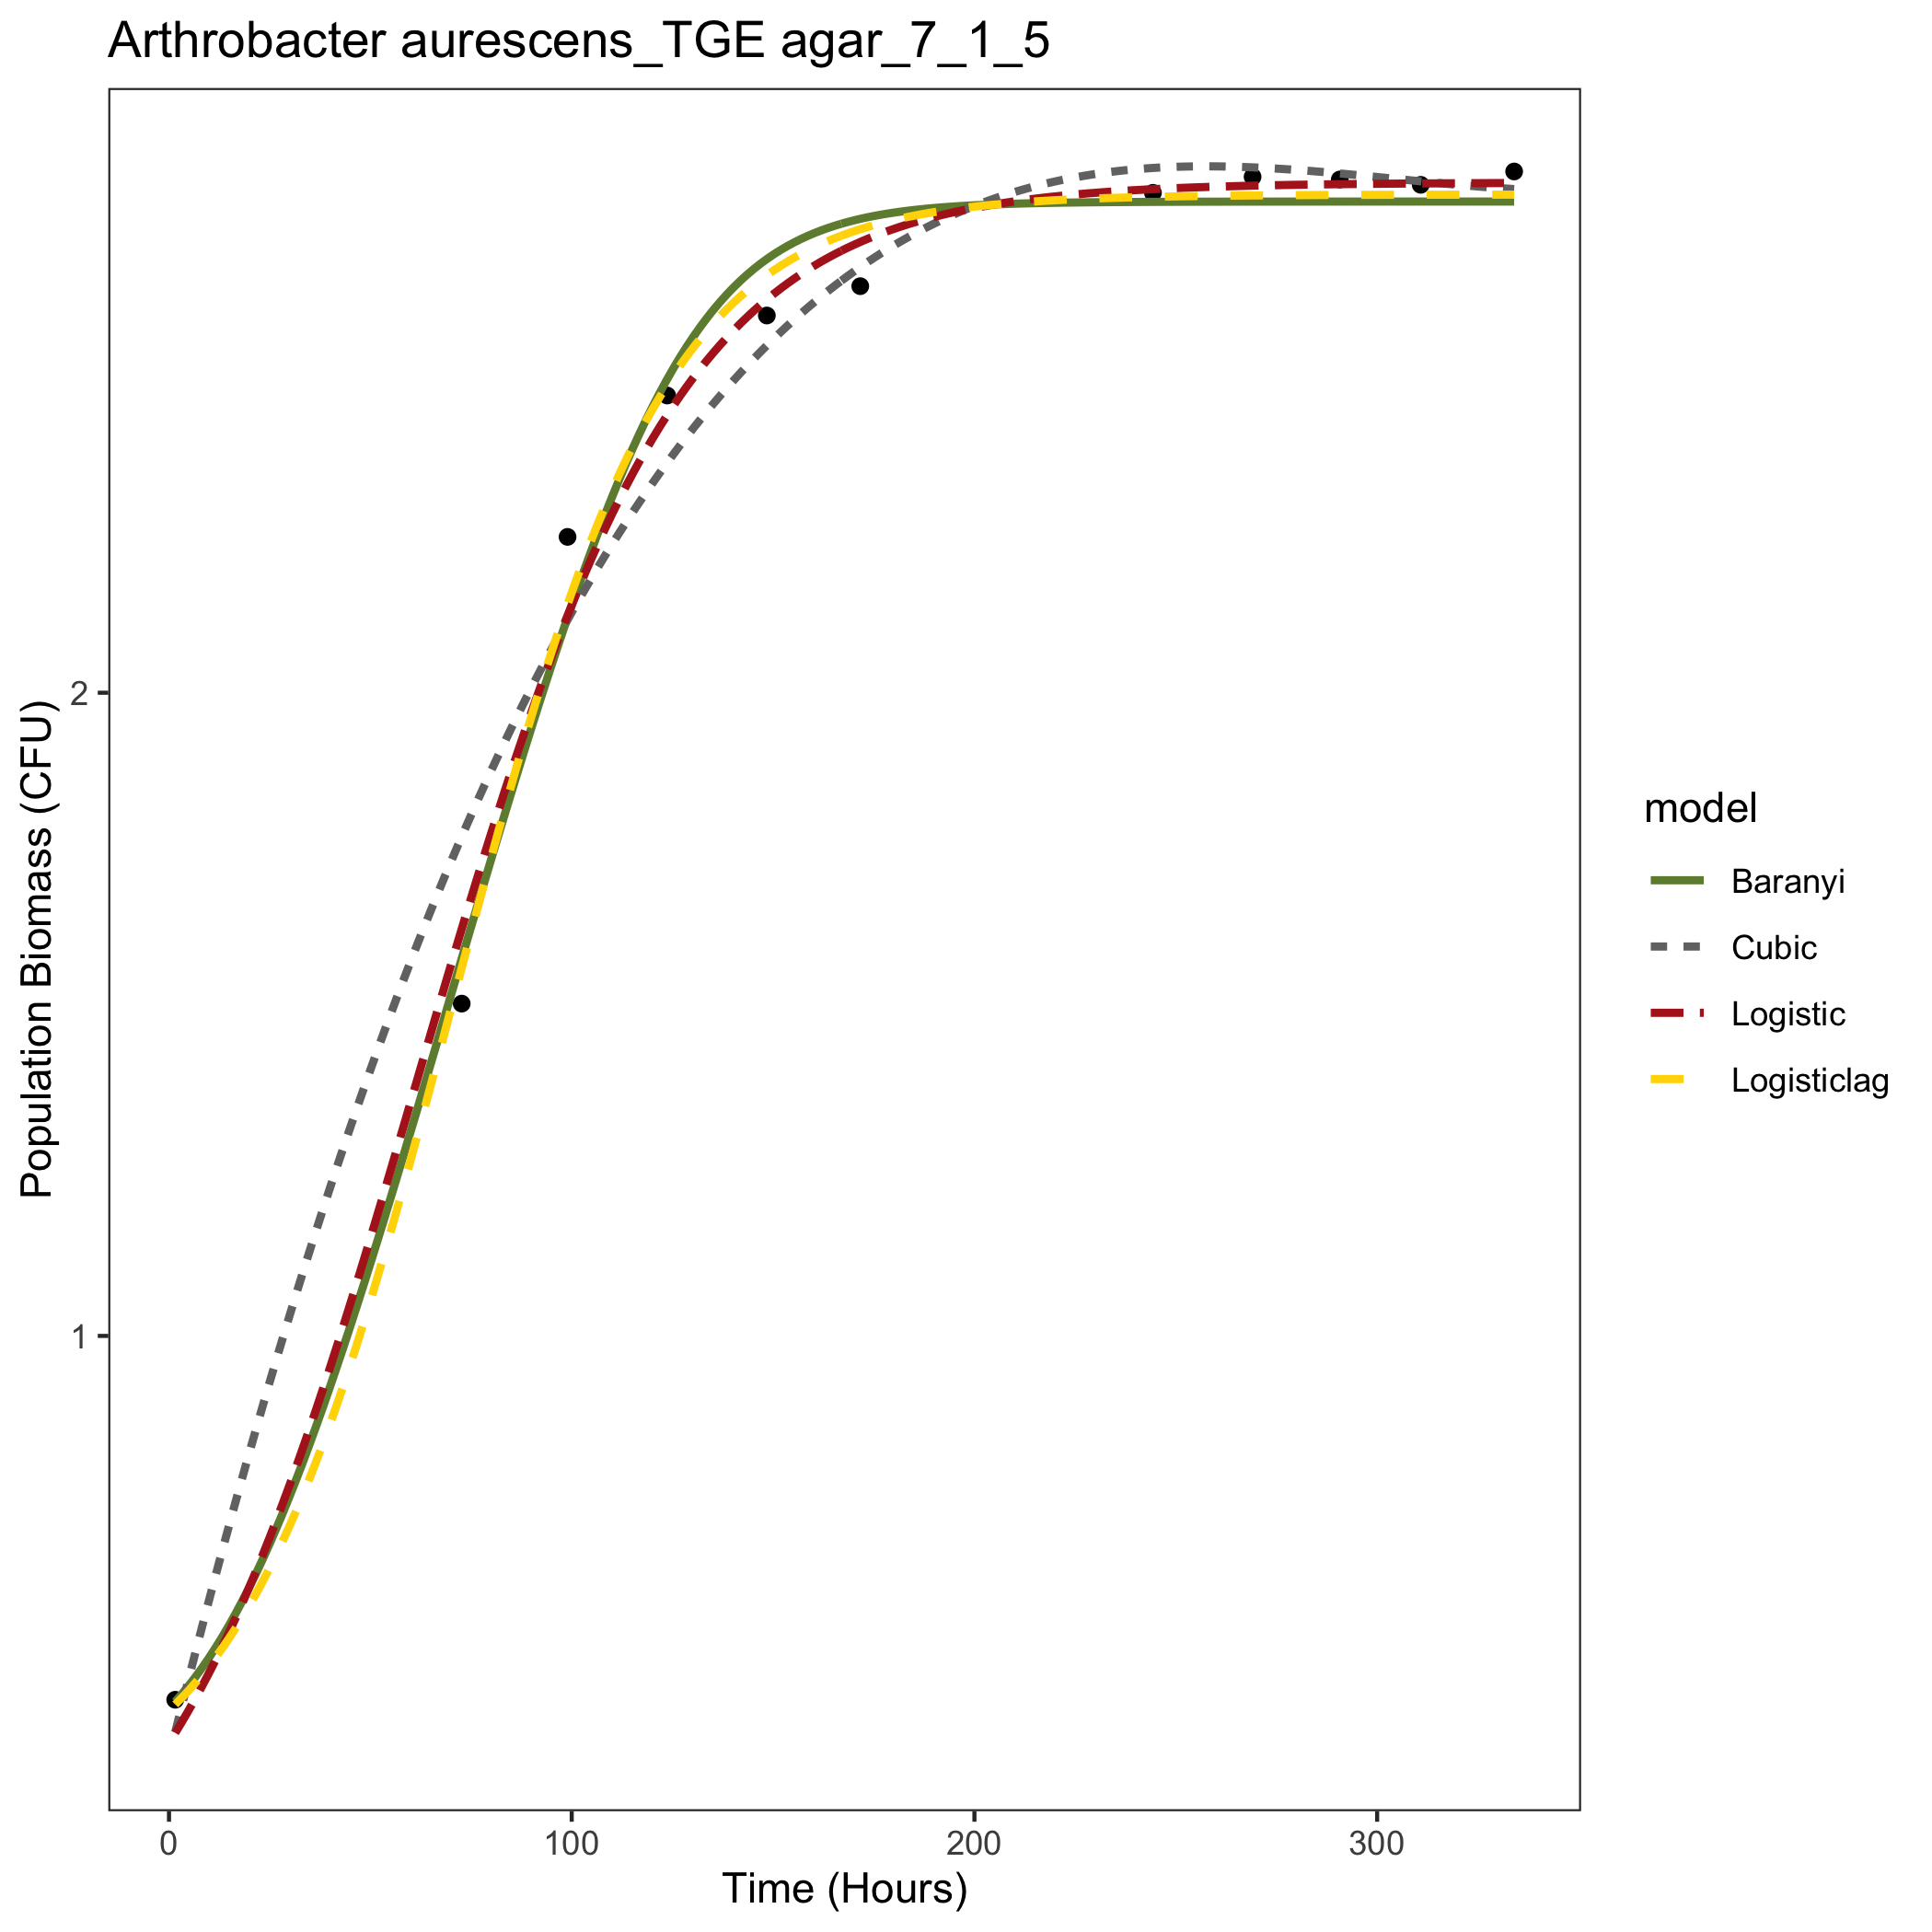 Arthrobacter aurescens_TGE agar_7_1_5
Population Biomass (CFU)
2
1
0
100
200
300
Time (Hours)
model
Baranyi
Cubic
Logistic
Logisticlag